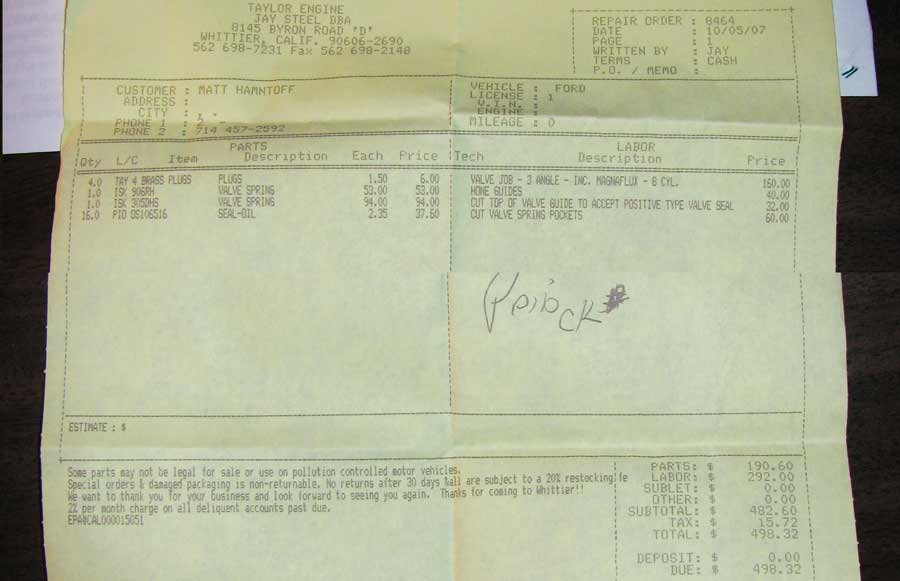 TAYLOR ENGINE
JAY STEEL DBA
8145 BYRON ROAD 'D'
WHITTIER, CALIF. 90606-2690
562 698-7231 Fax 562 698-2148
REPAIR ORDER : 8464
DATE : 10/05/07
PAGE : 1
WRITTEN BY : JAY
TERMS : CASH
P.O. / MEMO :
CUSTOMER : MATT HAMNTOFF
ADDRESS :
CITY :
PHONE 1 :
PHONE 2 : 714 457-2592
VEHICLE : FORD
LICENSE : 1
V.I.N. :
ENGINE :
MILEAGE : 0
PARTS
Qty L/C Item Description Each Price
4.0 TAY 4 BRASS PLUGS PLUGS 1.50 6.00
1.0 ISK 906RH VALVE SPRING 53.00 53.00
1.0 ISK 305DHS VALVE SPRING 94.00 94.00
16.0 PIO OSI06516 SEAL-OIL 2.35 37.60
LABOR
Tech Description Price
VALVE JOB - 3 ANGLE - INC. MAGNAFLUX - 8 CYL. 160.00
HONE GUIDES 40.00
CUT TOP OF VALVE GUIDE TO ACCEPT POSITIVE TYPE VALVE SEAL 32.00
CUT VALVE SPRING POCKETS 60.00
Paid CK#
ESTIMATE : $
Some parts may not be legal for sale or use on pollution controlled motor vehicles.
Special orders & damaged packaging is non-returnable. No returns after 30 days &all are subject to a 20% restocking fe
We want to thank you for your business and look forward to seeing you again. Thanks for coming to Whittier!!
2% per month charge on all deliquent accounts past due.
EPA#CAL000015051
PARTS: $ 190.60
LABOR: $ 292.00
SUBLET: $ 0.00
OTHER: $ 0.00
SUBTOTAL: $ 482.60
TAX: $ 15.72
TOTAL: $ 498.32
DEPOSIT: $ 0.00
DUE: $ 498.32